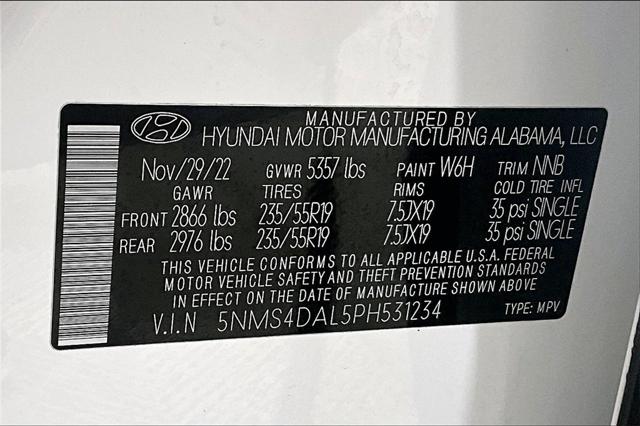 MANUFACTURED BY
HYUNDAI MOTOR MANUFACTURING ALABAMA, LLC
Nov/29/22 GVWR 5357 lbs PAINT W6H TRIM NNB
GAWR TIRES RIMS COLD TIRE INFL
FRONT 2866 lbs 235/55R19 7.5JX19 35 psi SINGLE
REAR 2976 lbs 235/55R19 7.5JX19 35 psi SINGLE
THIS VEHICLE CONFORMS TO ALL APPLICABLE U.S.A. FEDERAL
MOTOR VEHICLE SAFETY AND THEFT PREVENTION STANDARDS
IN EFFECT ON THE DATE OF MANUFACTURE SHOWN ABOVE.
V.I.N 5NMS4DAL5PH531234 TYPE: MPV